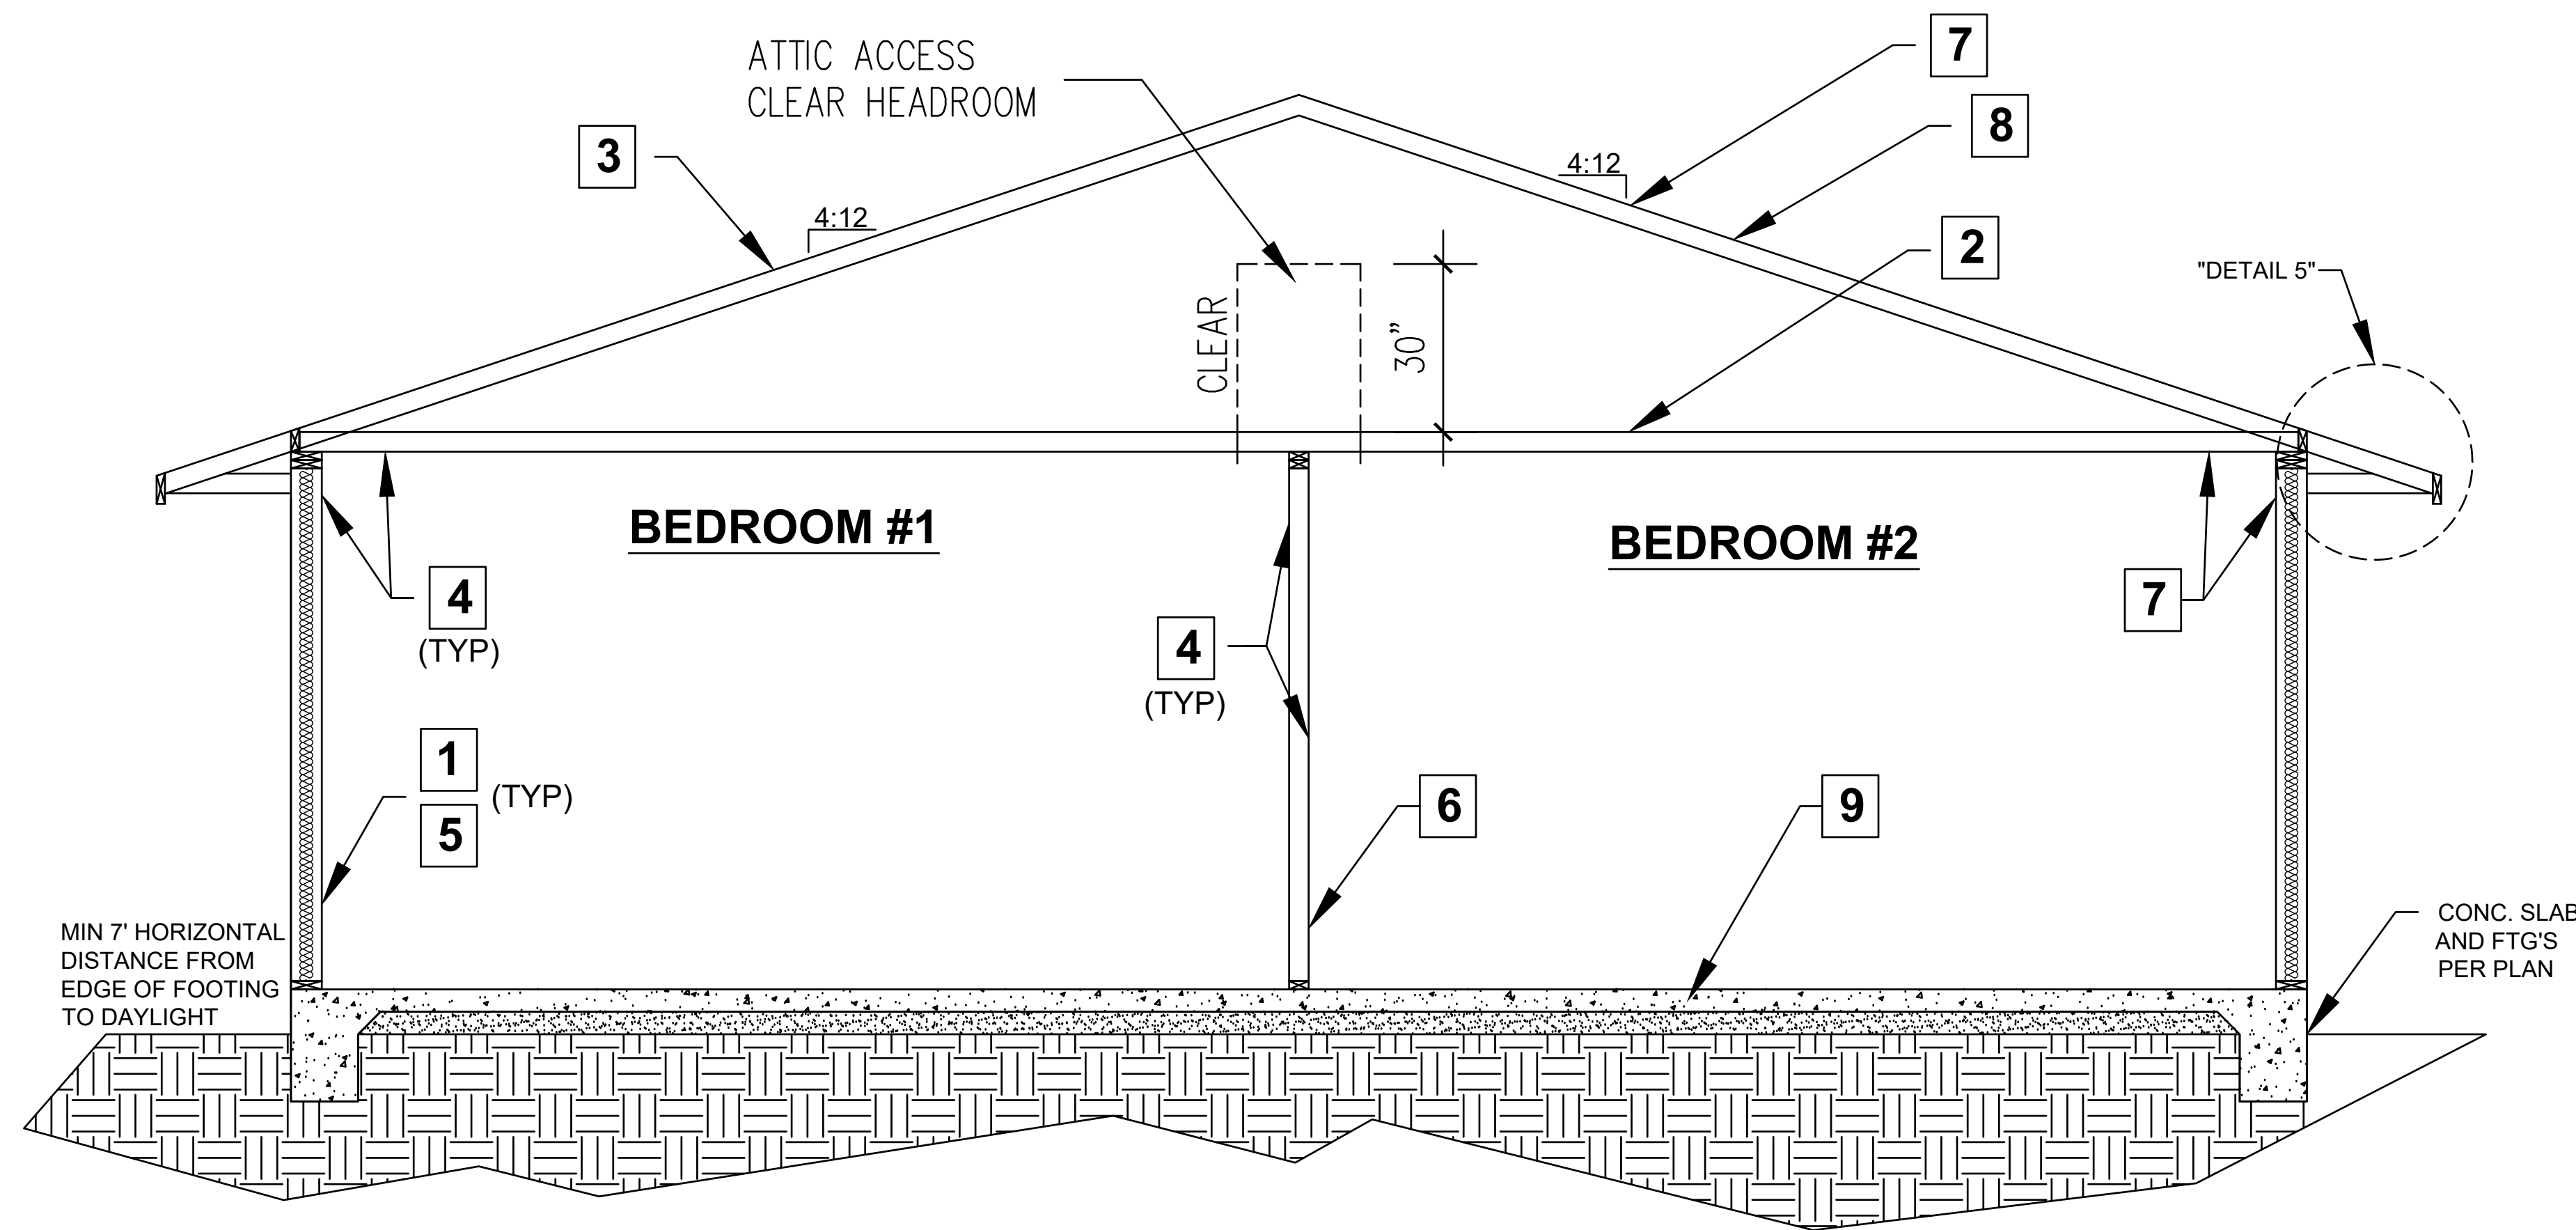 ATTIC ACCESS
CLEAR HEADROOM
7
8
3
4:12
4:12
2
"DETAIL 5"
CLEAR
30”
BEDROOM #1
BEDROOM #2
4
(TYP)
4
(TYP)
7
1
(TYP)
5
6
9
MIN 7' HORIZONTAL
DISTANCE FROM
EDGE OF FOOTING
TO DAYLIGHT
CONC. SLAB
AND FTG'S
PER PLAN